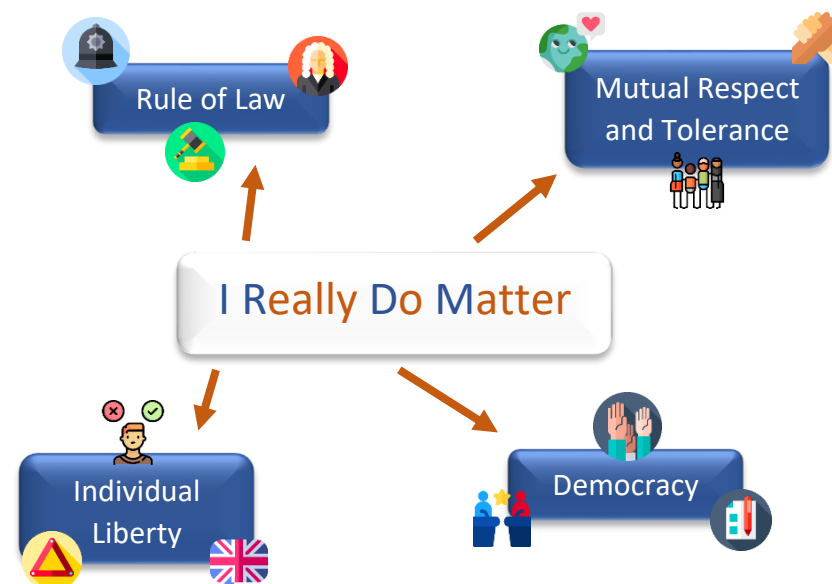 Rule of Law
Mutual Respect
and Tolerance
I Really Do Matter
Individual
Liberty
Democracy